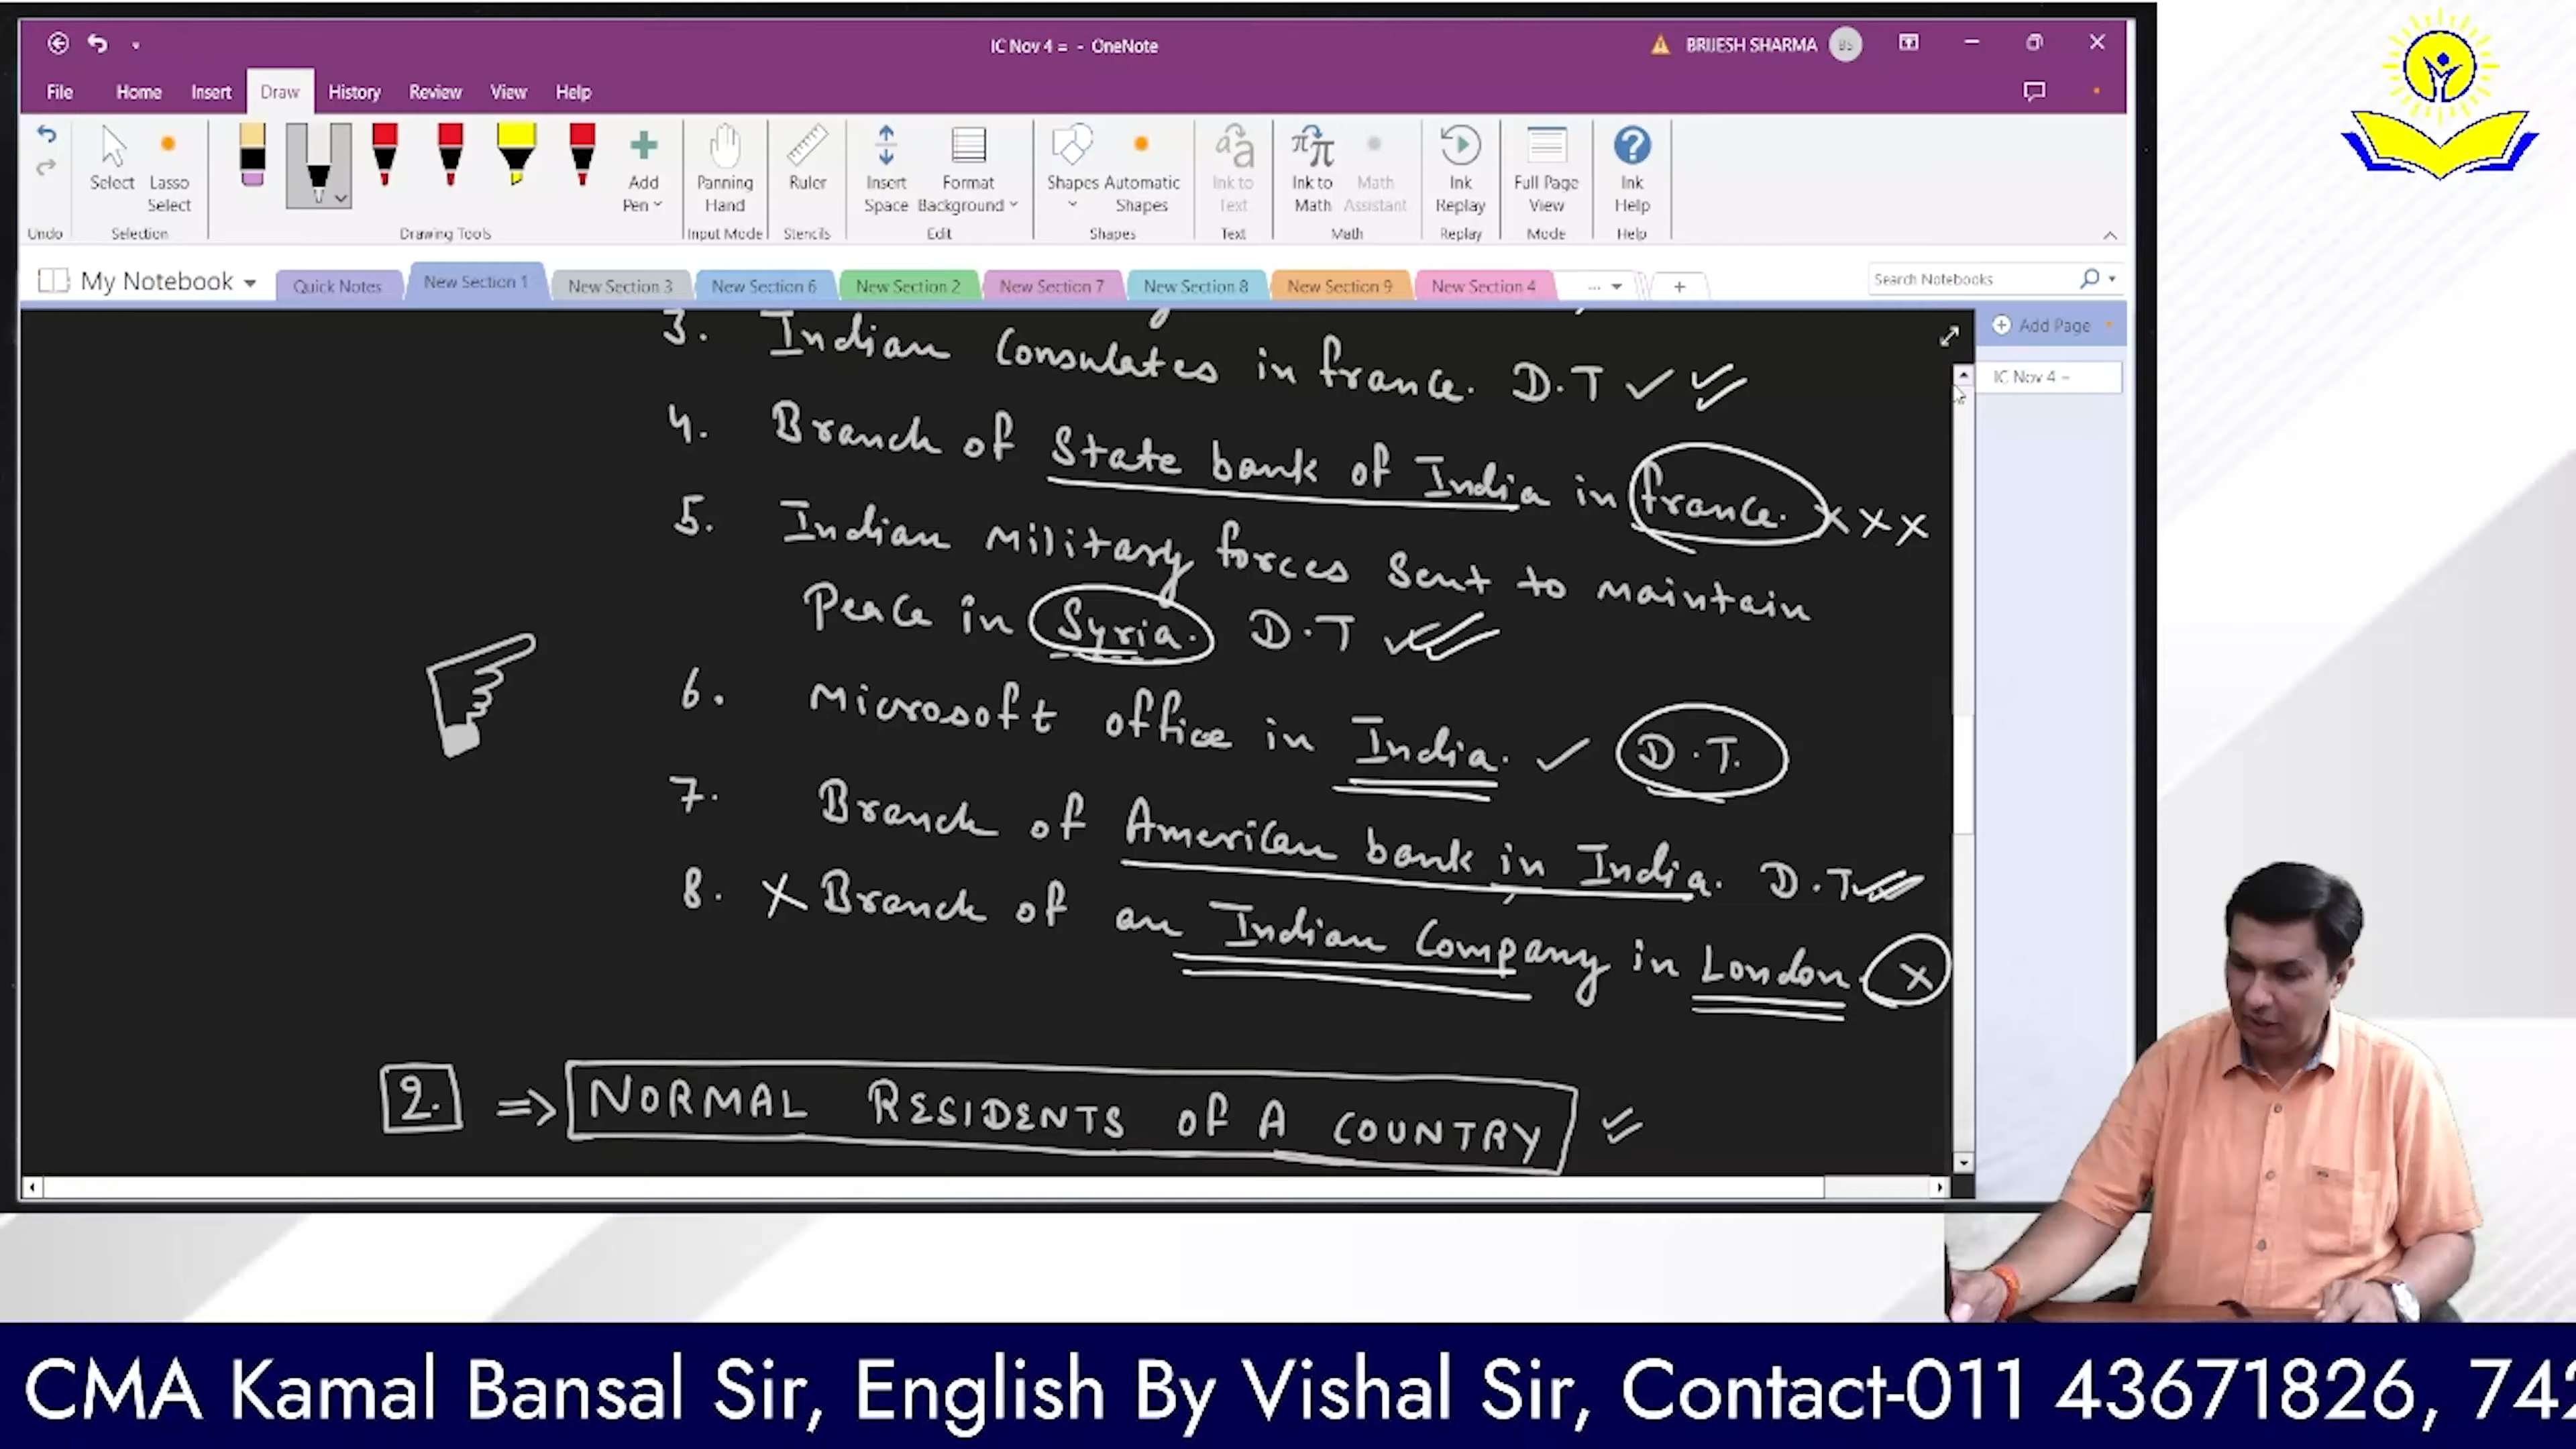 IC Nov 4 = - OneNote
BRIJESH SHARMA BS
File Home Insert Draw History Review View Help
Select
Lasso Select
Add Pen
Panning Hand
Ruler
Insert Space
Format Background
Shapes
Automatic Shapes
Ink to Text
Ink to Math
Math Assistant
Ink Replay
Full Page View
Ink Help
Undo Selection Drawing Tools Input Mode Stencils Edit Shapes Text Math Replay Mode Help
My Notebook Quick Notes New Section 1 New Section 3 New Section 6 New Section 2 New Section 7 New Section 8 New Section 9 New Section 4 ... + Search Notebooks
Add Page
IC Nov 4 =
3. Indian Consulates in france. D.T ✓ ✓
4. Branch of State bank of India in france. x x x
5. Indian Military forces Sent to maintain
Peace in Syria. D.T ✓
6. Microsoft office in India. ✓ D.T.
7. Branch of American bank in India. D.T ✓
8. X Branch of an Indian Company in London. X
2. => NORMAL RESIDENTS Of A COUNTRY
CMA Kamal Bansal Sir, English By Vishal Sir, Contact-011 43671826, 742